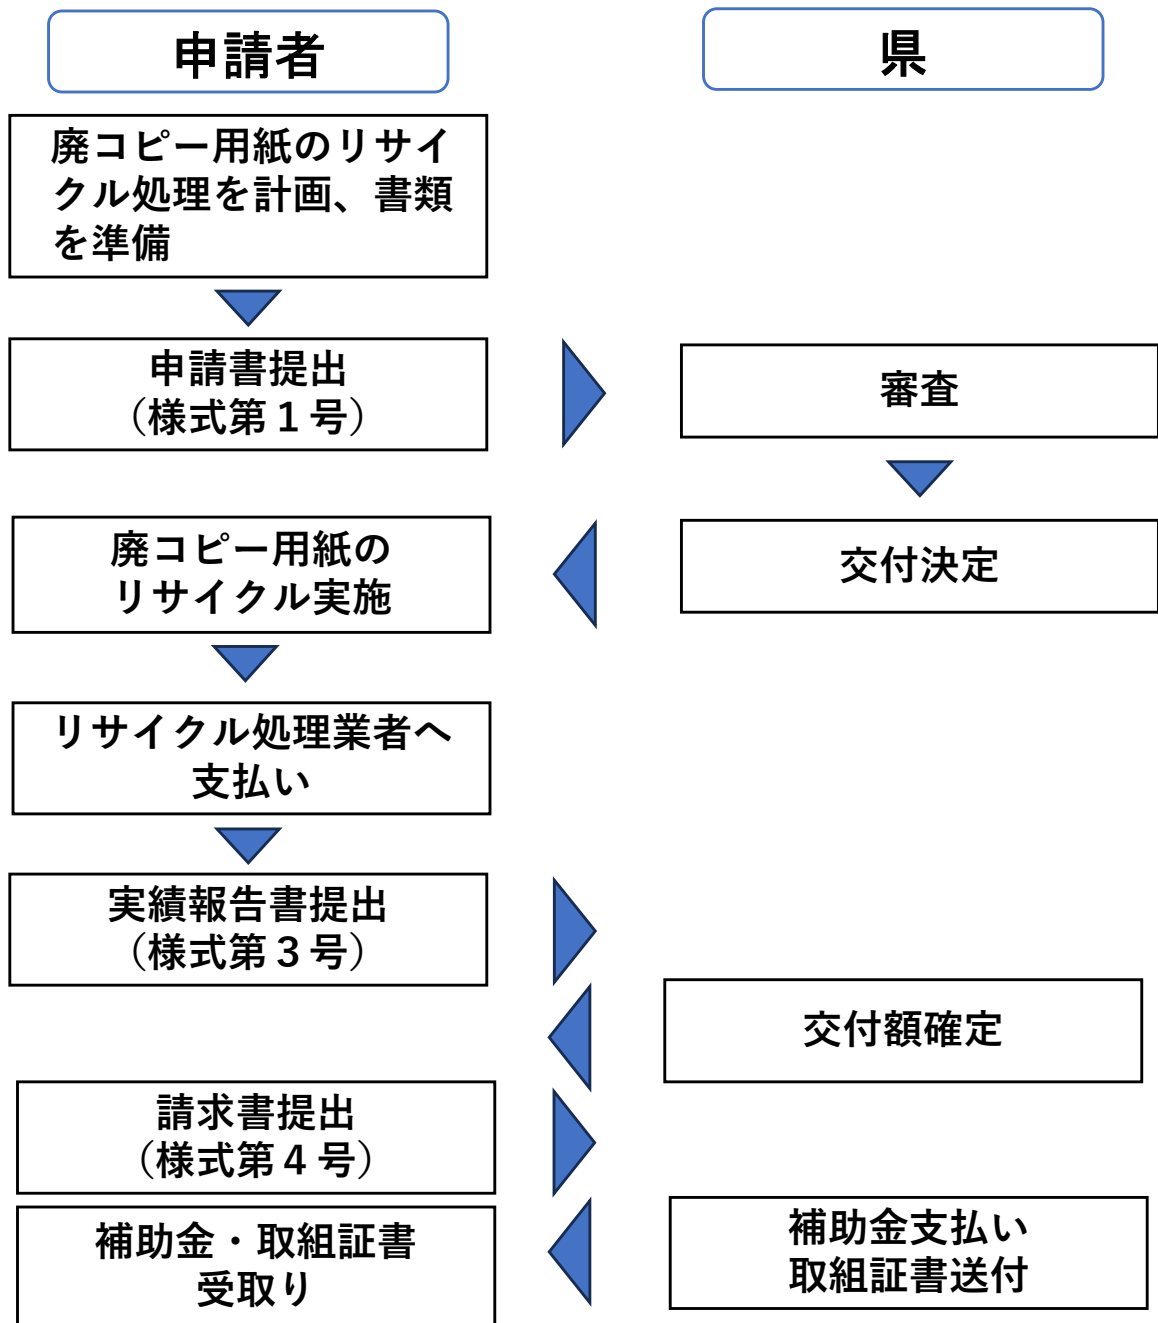 申請者
県
廃コピー用紙のリサイ
クル処理を計画、書類
を準備
申請書提出
（様式第１号）
審査
廃コピー用紙の
リサイクル実施
交付決定
リサイクル処理業者へ
支払い
実績報告書提出
（様式第３号）
交付額確定
請求書提出
（様式第４号）
補助金・取組証書
受取り
補助金支払い
取組証書送付